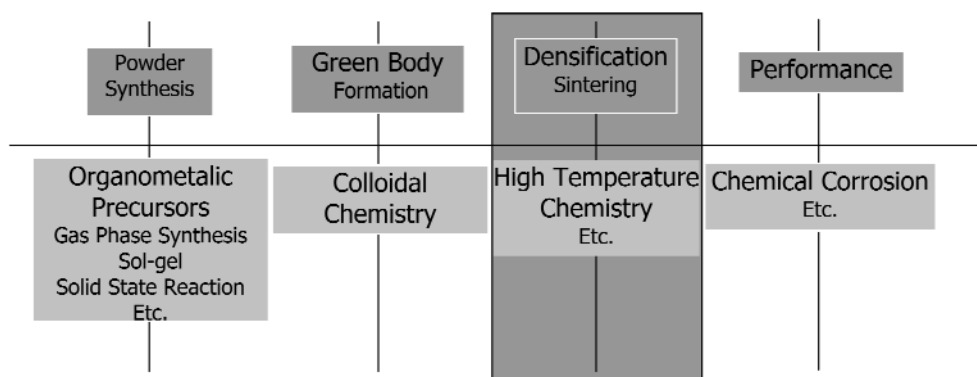 Powder
Synthesis
Green Body
Formation
Densification
Sintering
Performance
Organometalic
Precursors
Gas Phase Synthesis
Sol-gel
Solid State Reaction
Etc.
Colloidal
Chemistry
High Temperature
Chemistry
Etc.
Chemical Corrosion
Etc.